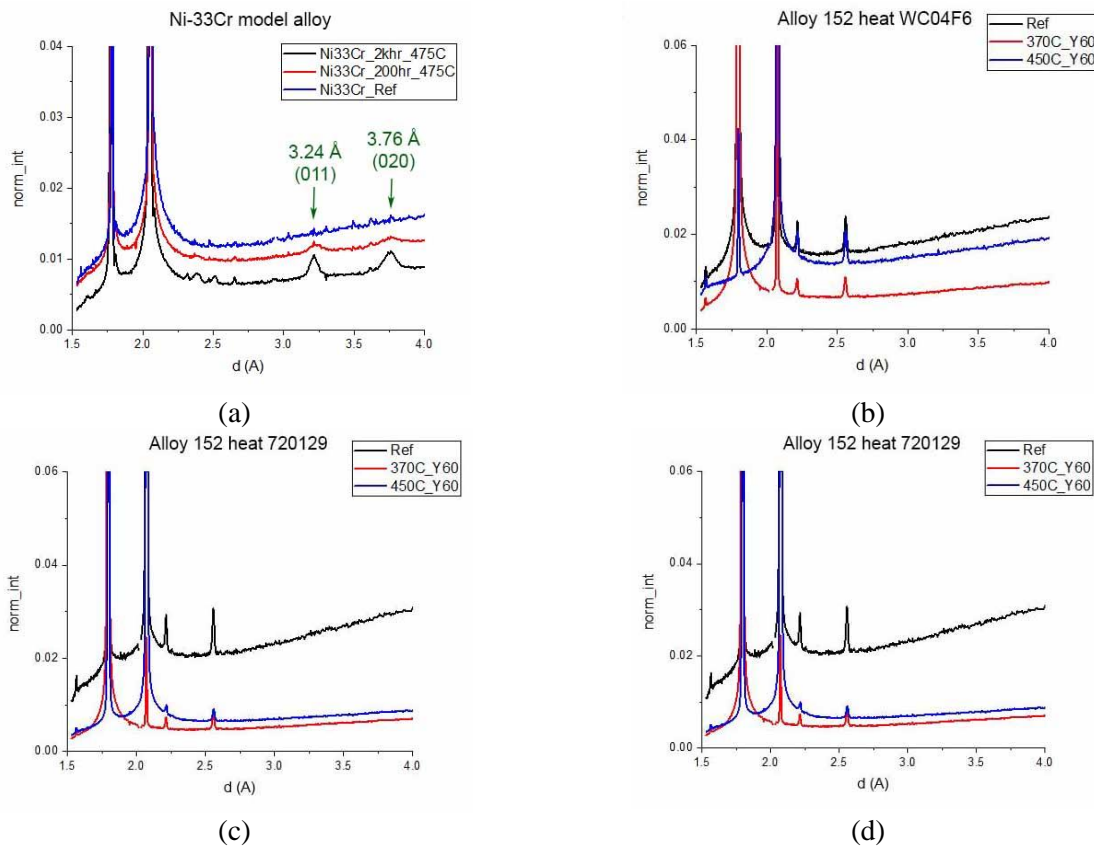 Ni-33Cr model alloy
0.04
0.03
0.02
0.01
0.00
norm_int
Ni33Cr_2khr_475C
Ni33Cr_200hr_475C
Ni33Cr_Ref
3.24 Å
(011)
3.76 Å
(020)
1.5 2.0 2.5 3.0 3.5 4.0
d (A)
(a)
Alloy 152 heat WC04F6
0.06
0.04
0.02
0.00
norm_int
Ref
370C_Y60
450C_Y60
1.5 2.0 2.5 3.0 3.5 4.0
d (A)
(b)
Alloy 152 heat 720129
0.06
0.04
0.02
0.00
norm_int
Ref
370C_Y60
450C_Y60
1.5 2.0 2.5 3.0 3.5 4.0
d (A)
(c)
Alloy 152 heat 720129
0.06
0.04
0.02
0.00
norm_int
Ref
370C_Y60
450C_Y60
1.5 2.0 2.5 3.0 3.5 4.0
d (A)
(d)